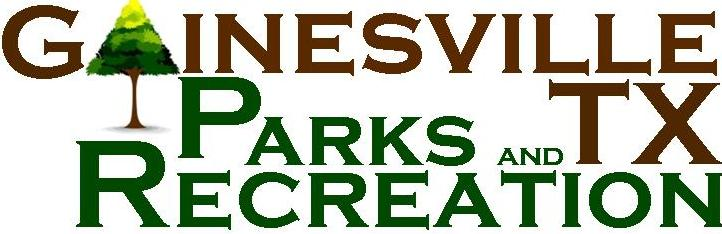 GAINESVILLE
PARKS AND TX
RECREATION